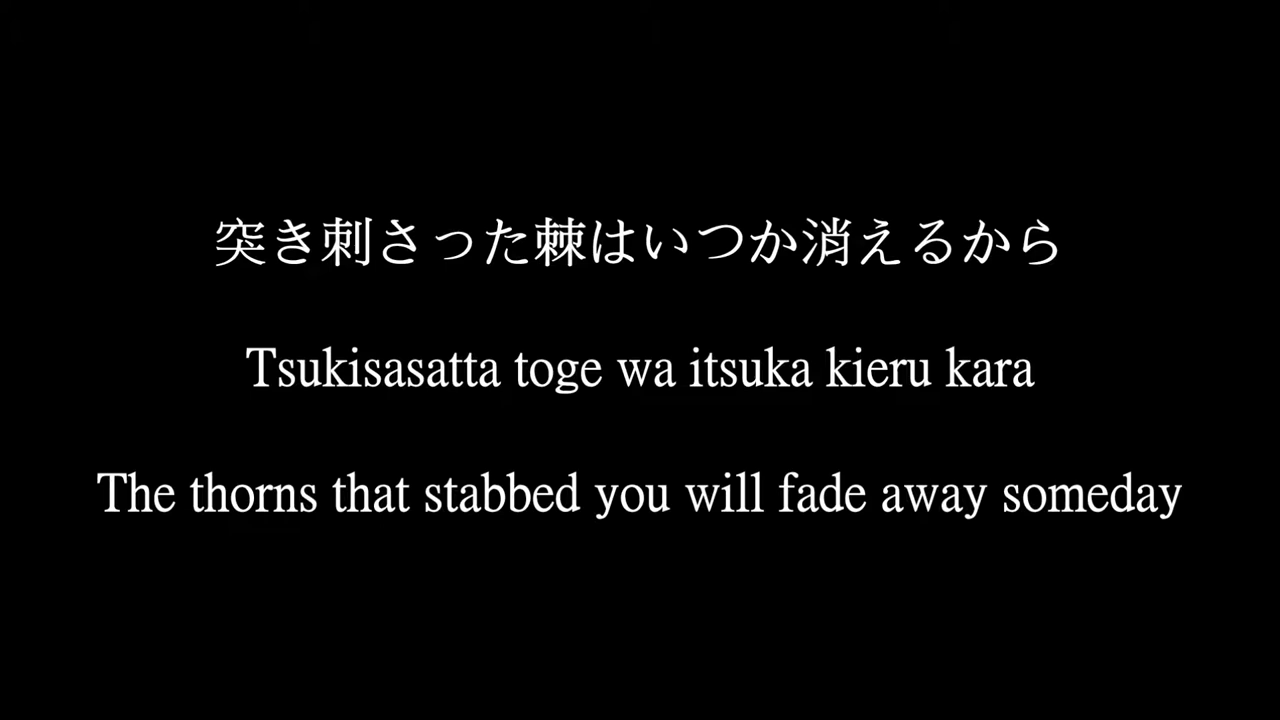 突き刺さった棘はいつか消えるから
Tsukisasatta toge wa itsuka kieru kara
The thorns that stabbed you will fade away someday